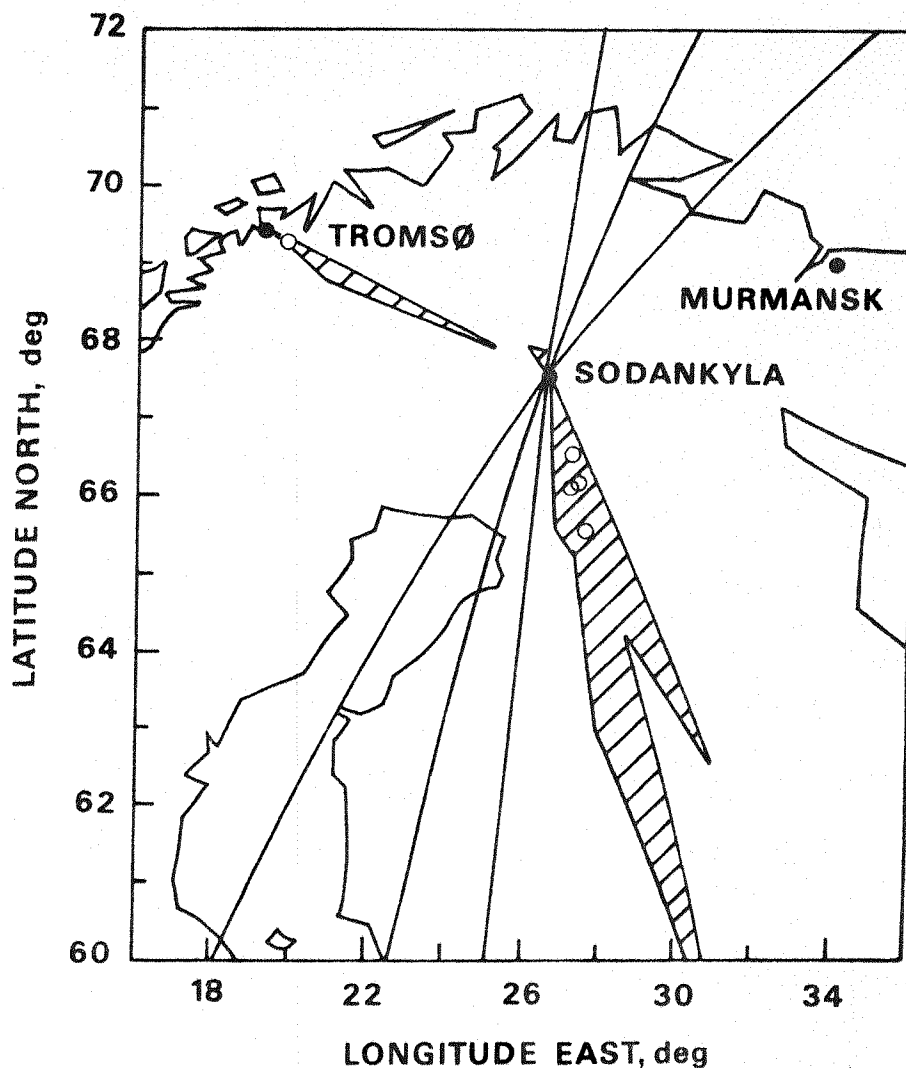 72
70
68
66
64
62
60
LATITUDE NORTH, deg
TROMSØ
MURMANSK
SODANKYLA
18 22 26 30 34
LONGITUDE EAST, deg